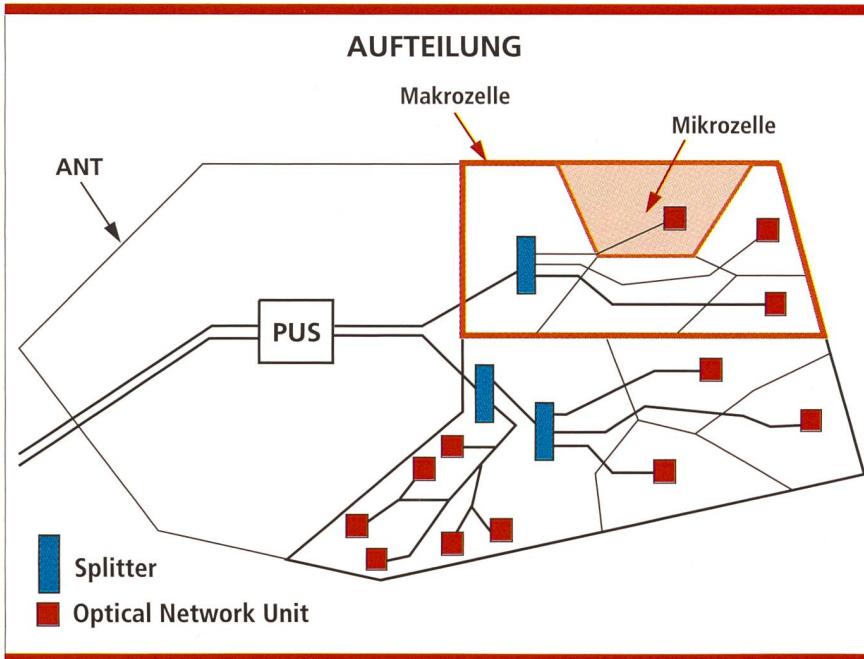 AUFTEILUNG
Makrozelle
Mikrozelle
ANT
PUS
Splitter
Optical Network Unit